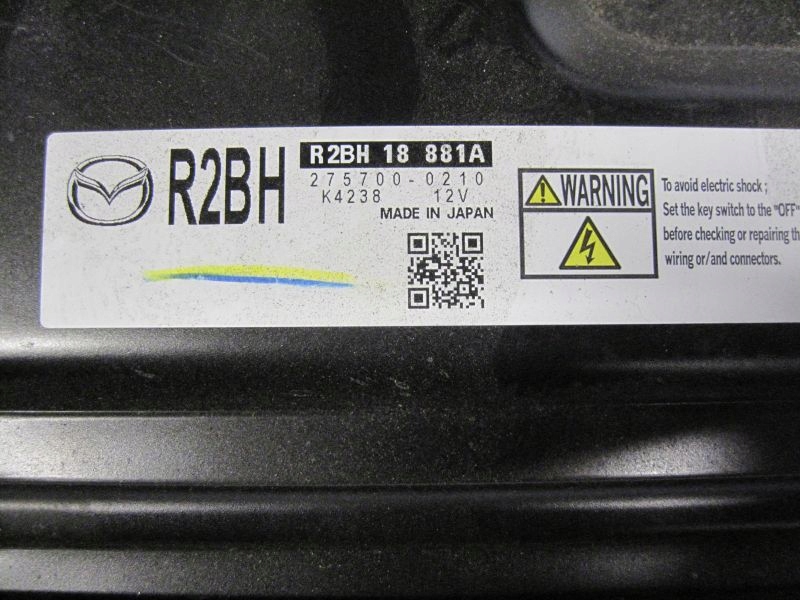 R2BH
R2BH 18 881A
275700-0210
K4238 12V
MADE IN JAPAN
WARNING
To avoid electric shock ;
Set the key switch to the "OFF"
before checking or repairing
wiring or/and connectors.